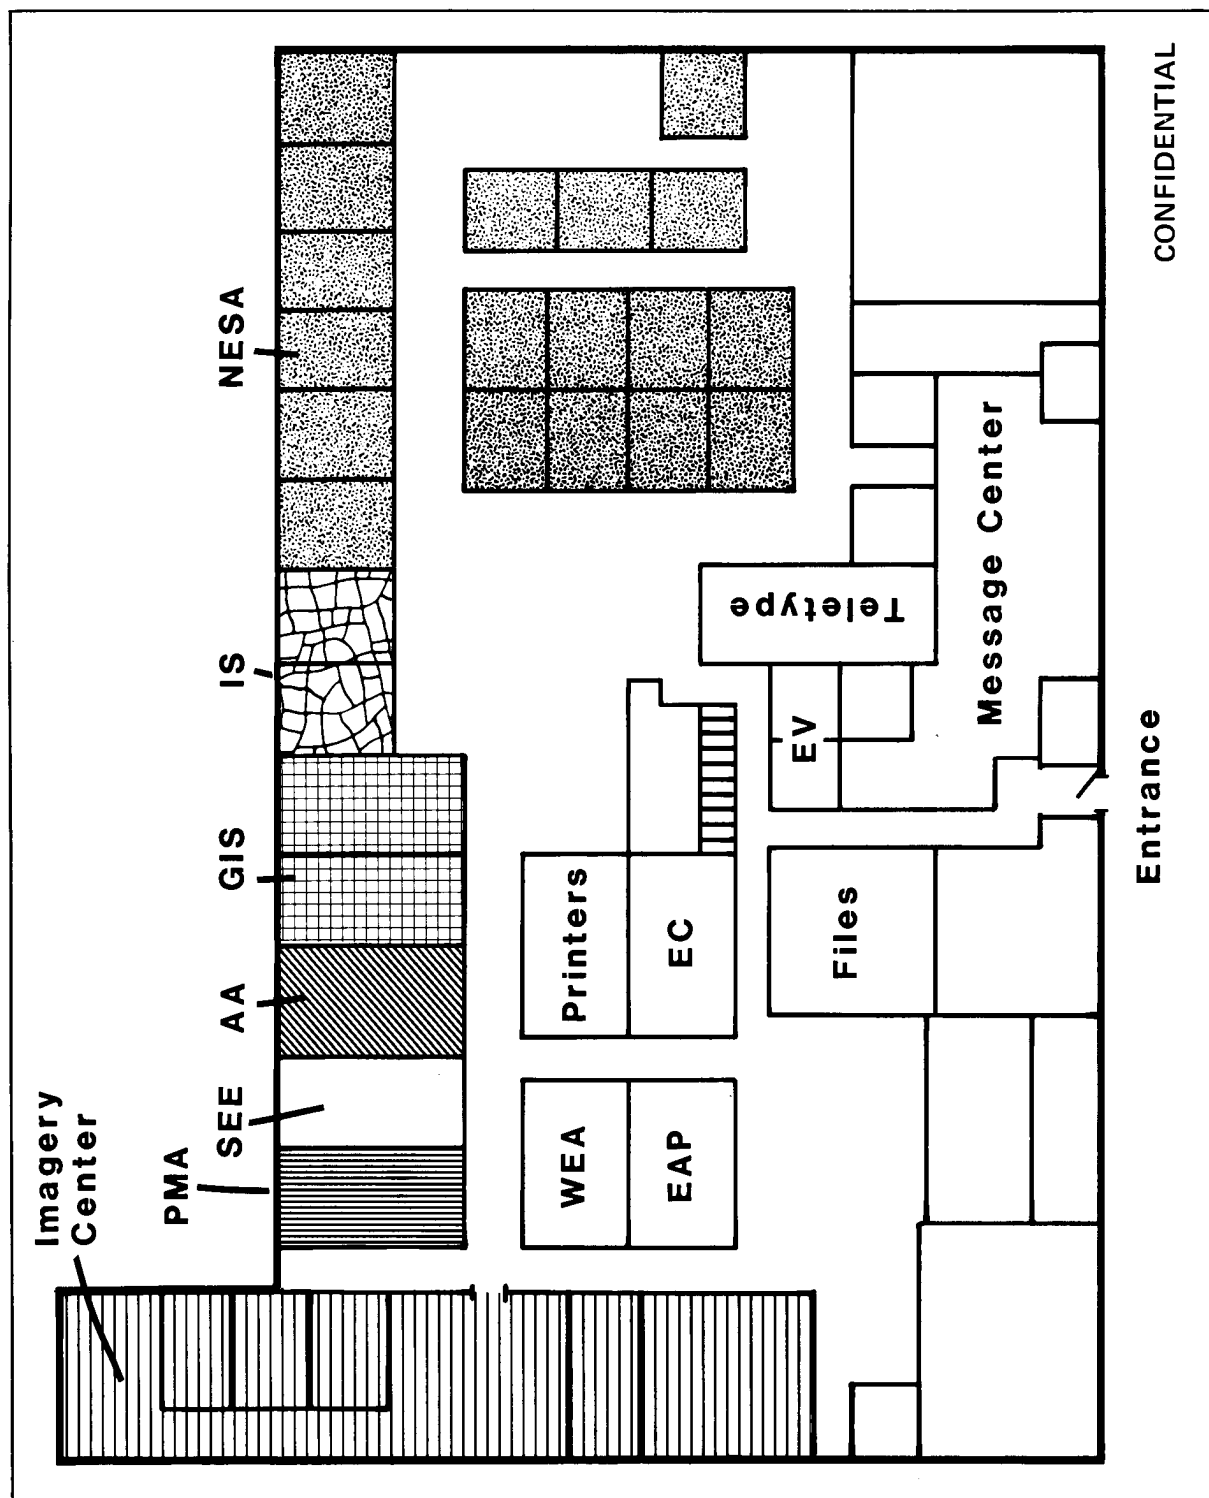 Imagery
Center
PMA
SEE
AA
GIS
IS
NESA
WEA
EAP
Printers
EC
EV
Teletype
Files
Message Center
Entrance
CONFIDENTIAL